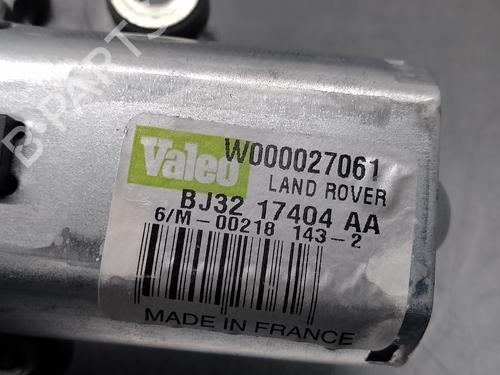 B-PARTS
Valeo W000027061
LAND ROVER
BJ32 17404 AA
6/M-00218 143-2
MADE IN FRANCE